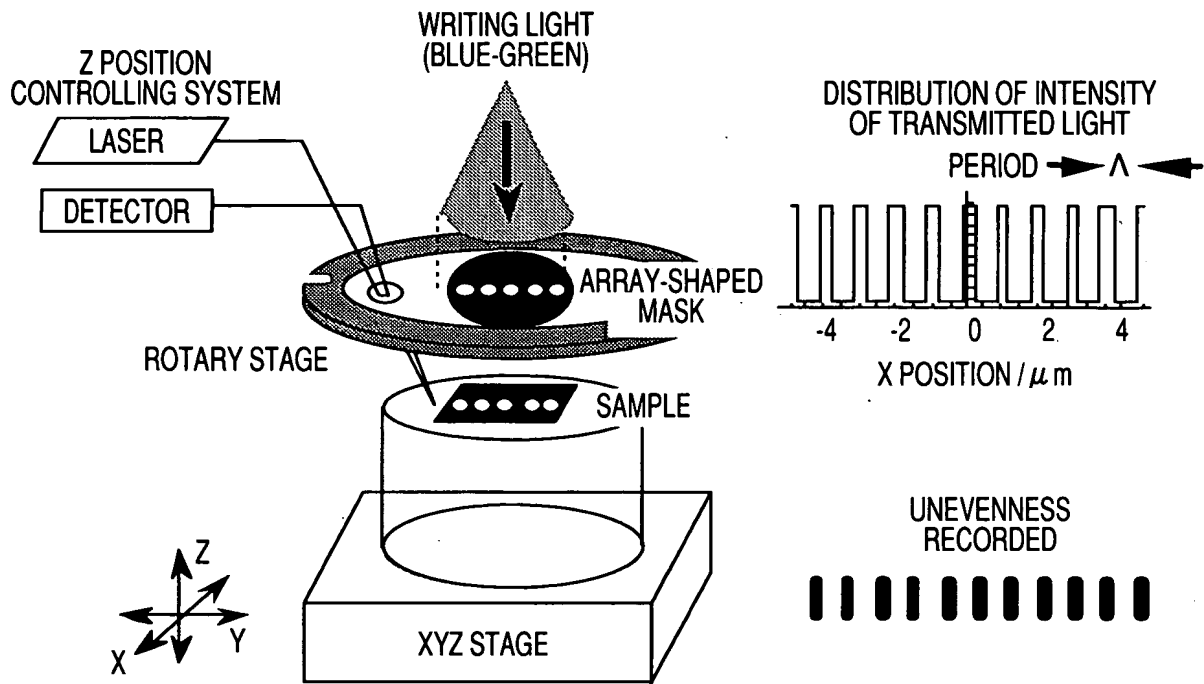 WRITING LIGHT
(BLUE-GREEN)
Z POSITION
CONTROLLING SYSTEM
LASER
DETECTOR
ARRAY-SHAPED
MASK
ROTARY STAGE
SAMPLE
XYZ STAGE
Z
X
Y
DISTRIBUTION OF INTENSITY
OF TRANSMITTED LIGHT
PERIOD Λ
-4 -2 0 2 4
X POSITION / μm
UNEVENNESS
RECORDED